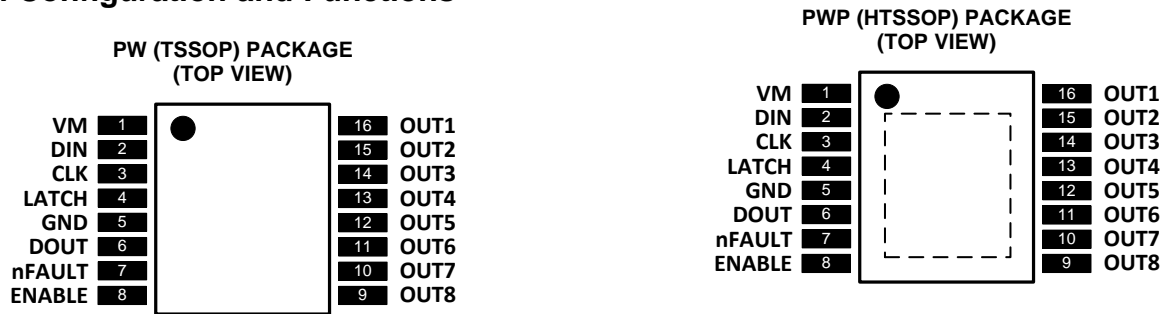 PW (TSSOP) PACKAGE
(TOP VIEW)
VM 1 16 OUT1
DIN 2 15 OUT2
CLK 3 14 OUT3
LATCH 4 13 OUT4
GND 5 12 OUT5
DOUT 6 11 OUT6
nFAULT 7 10 OUT7
ENABLE 8 9 OUT8
PWP (HTSSOP) PACKAGE
(TOP VIEW)
VM 1 16 OUT1
DIN 2 15 OUT2
CLK 3 14 OUT3
LATCH 4 13 OUT4
GND 5 12 OUT5
DOUT 6 11 OUT6
nFAULT 7 10 OUT7
ENABLE 8 9 OUT8